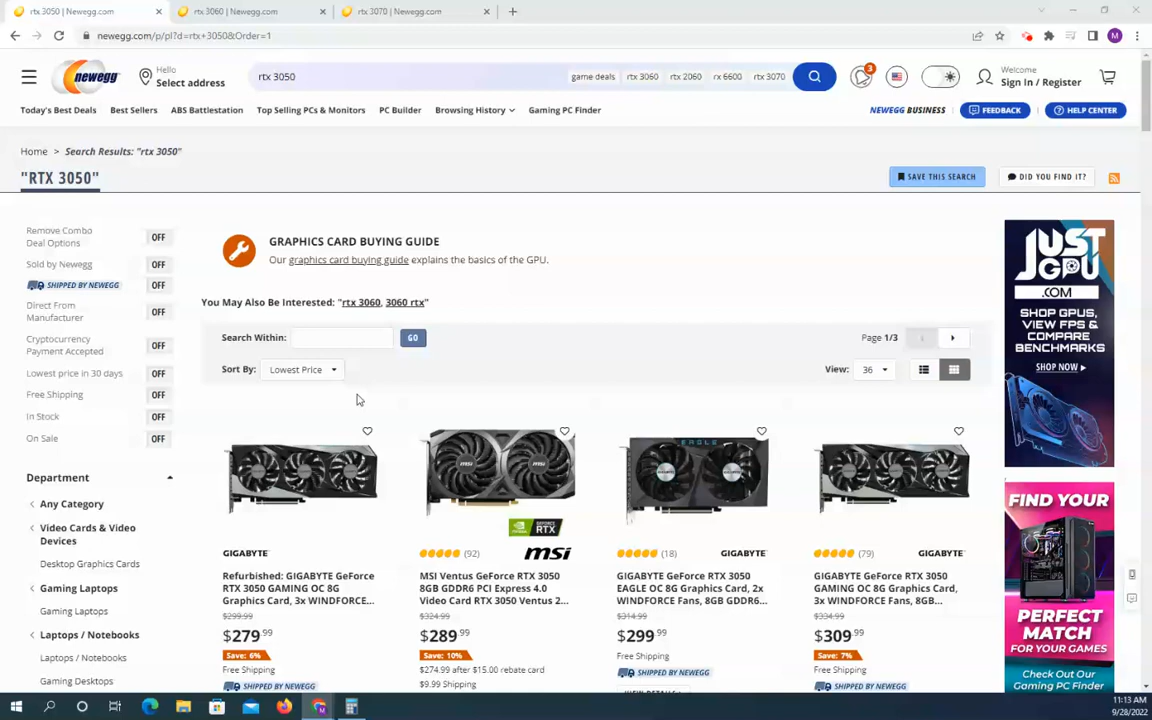 rtx 3050 | Newegg.com
rtx 3060 | Newegg.com
rtx 3070 | Newegg.com
newegg.com/p/pl?d=rtx+3050&Order=1
M
newegg
Hello
Select address
rtx 3050
game deals
rtx 3060
rtx 2060
rx 6600
rtx 3070
3
Welcome
Sign In / Register
Today's Best Deals
Best Sellers
ABS Battlestation
Top Selling PCs & Monitors
PC Builder
Browsing History
Gaming PC Finder
NEWEGG BUSINESS
FEEDBACK
HELP CENTER
Home > Search Results: "rtx 3050"
"RTX 3050"
SAVE THIS SEARCH
DID YOU FIND IT?
Remove Combo
Deal Options
OFF
Sold by Newegg
OFF
SHIPPED BY NEWEGG
OFF
Direct From
Manufacturer
OFF
Cryptocurrency
Payment Accepted
OFF
Lowest price in 30 days
OFF
Free Shipping
OFF
In Stock
OFF
On Sale
OFF
Department
Any Category
Video Cards & Video
Devices
Desktop Graphics Cards
Gaming Laptops
Gaming Laptops
Laptops / Notebooks
Laptops / Notebooks
Gaming Desktops
GRAPHICS CARD BUYING GUIDE
Our graphics card buying guide explains the basics of the GPU.
You May Also Be Interested: "rtx 3060, 3060 rtx"
Search Within:
GO
Page 1/3
Sort By:
Lowest Price
View:
36
GIGABYTE
Refurbished: GIGABYTE GeForce
RTX 3050 GAMING OC 8G
Graphics Card, 3x WINDFORCE...
$299.99
$279.99
Save: 6%
Free Shipping
SHIPPED BY NEWEGG
GEFORCE
RTX
(92)
msi
MSI Ventus GeForce RTX 3050
8GB GDDR6 PCI Express 4.0
Video Card RTX 3050 Ventus 2...
$324.99
$289.99
Save: 10%
$274.99 after $15.00 rebate card
$9.99 Shipping
EAGLE
(18)
GIGABYTE
GIGABYTE GeForce RTX 3050
EAGLE OC 8G Graphics Card, 2x
WINDFORCE Fans, 8GB GDDR6...
$314.99
$299.99
Free Shipping
SHIPPED BY NEWEGG
VIEW DETAILS
(79)
GIGABYTE
GIGABYTE GeForce RTX 3050
GAMING OC 8G Graphics Card,
3x WINDFORCE Fans, 8GB...
$334.99
$309.99
Save: 7%
Free Shipping
SHIPPED BY NEWEGG
JUST
GPU
.COM
SHOP GPUS,
VIEW FPS &
COMPARE
BENCHMARKS
SHOP NOW
FIND YOUR
PERFECT
MATCH
FOR YOUR GAMES
Check Out Our
Gaming PC Finder
11:13 AM
9/28/2022